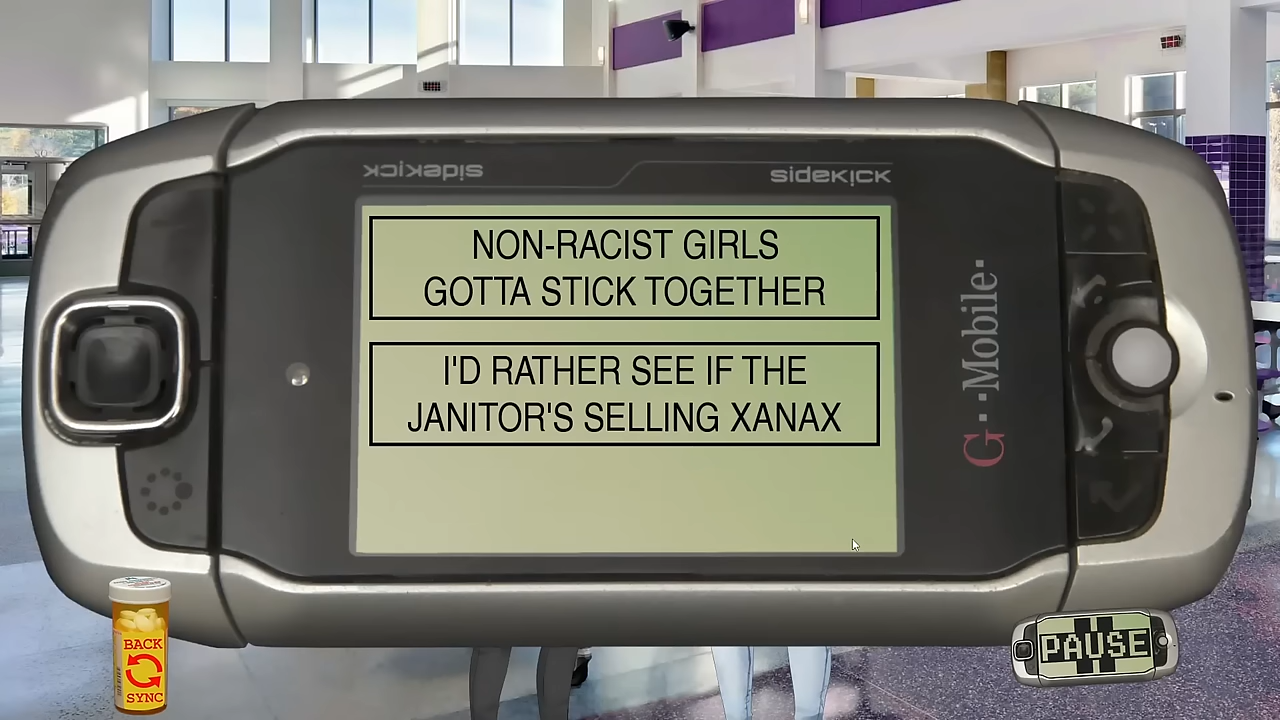 sidekick
sidekick
NON-RACIST GIRLS
GOTTA STICK TOGETHER
I'D RATHER SEE IF THE
JANITOR'S SELLING XANAX
G··Mobile·
BACK
SYNC
PAUSE